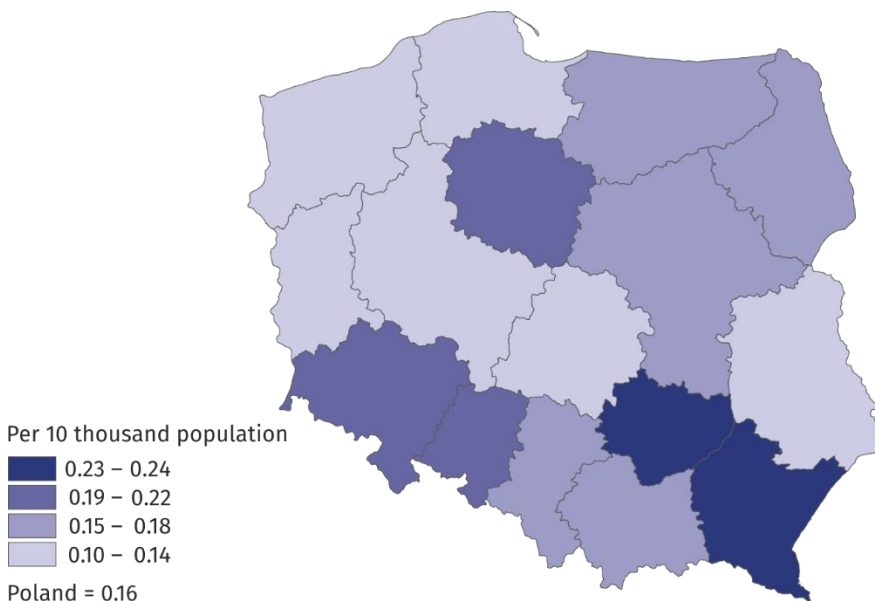 Per 10 thousand population
0.23 – 0.24
0.19 – 0.22
0.15 – 0.18
0.10 – 0.14
Poland = 0.16